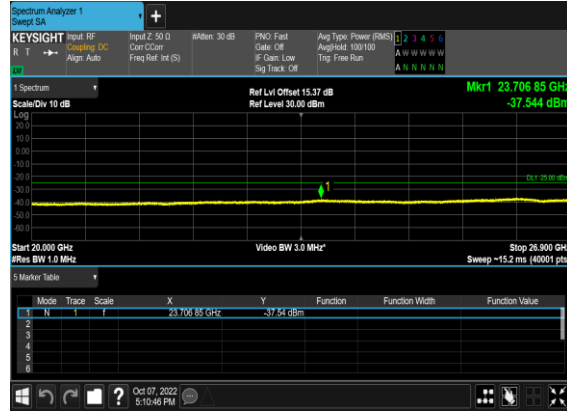 Spectrum Analyzer 1
Swept SA
+
KEYSIGHT
R T
Input: RF
Coupling: DC
Align: Auto
Input Z: 50 Ω
Corr CCorr
Freq Ref: Int (S)
#Atten: 30 dB
PNO: Fast
Gate: Off
IF Gain: Low
Sig Track: Off
Avg Type: Power (RMS)
Avg|Hold: 100/100
Trig: Free Run
1 2 3 4 5 6
A W W W W W
A N N N N N
1 Spectrum
Scale/Div 10 dB
Ref Lvl Offset 15.37 dB
Ref Level 30.00 dBm
Mkr1 23.706 85 GHz
-37.544 dBm
Log
20.0
10.0
0.00
-10.0
-20.0
-30.0
-40.0
-50.0
-60.0
1
DL1 -25.00 dBm
Start 20.000 GHz
#Res BW 1.0 MHz
Video BW 3.0 MHz*
Stop 26.900 GHz
Sweep ~15.2 ms (40001 pts)
5 Marker Table
Mode Trace Scale X Y Function Function Width Function Value
1 N 1 f 23.706 85 GHz -37.54 dBm
2
3
4
5
6
?
Oct 07, 2022
5:10:46 PM